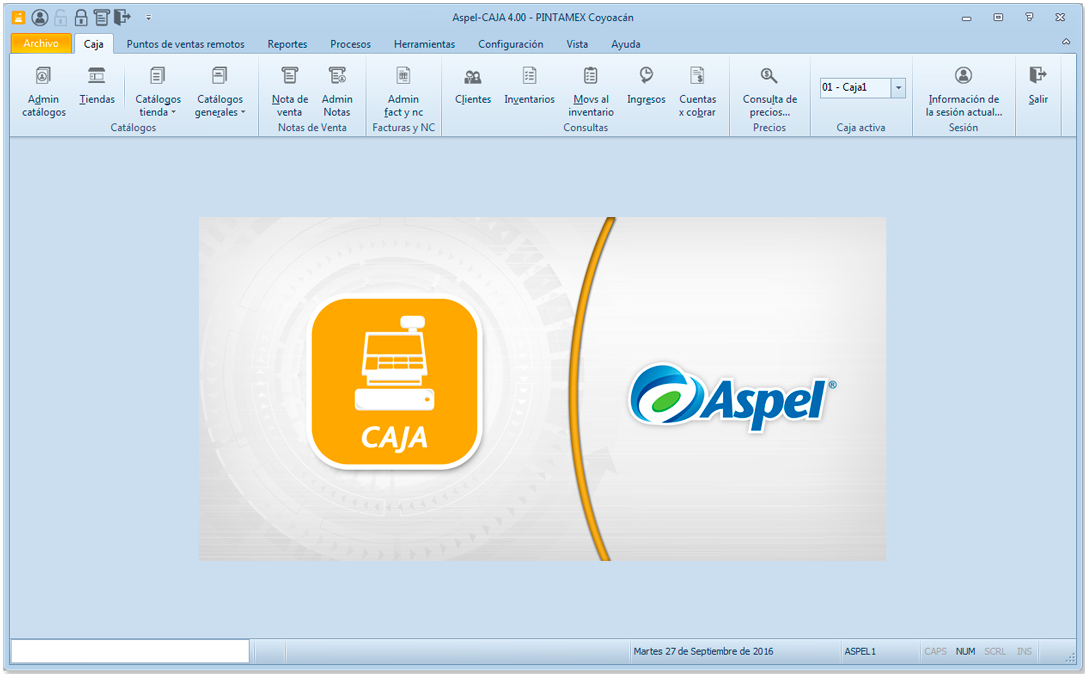 Aspel-CAJA 4.00 - PINTAMEX Coyoacán
Archivo Caja Puntos de ventas remotos Reportes Procesos Herramientas Configuración Vista Ayuda
Admin catálogos
Tiendas
Catálogos tienda
Catálogos generales
Catálogos
Nota de venta
Admin Notas
Notas de Venta
Admin fact y nc
Facturas y NC
Clientes
Inventarios
Movs al inventario
Ingresos
Cuentas x cobrar
Consultas
Consulta de precios...
Precios
01 - Caja1
Caja activa
Información de la sesión actual...
Sesión
Salir
CAJA
Aspel®
Martes 27 de Septiembre de 2016 ASPEL1 CAPS NUM SCRL INS